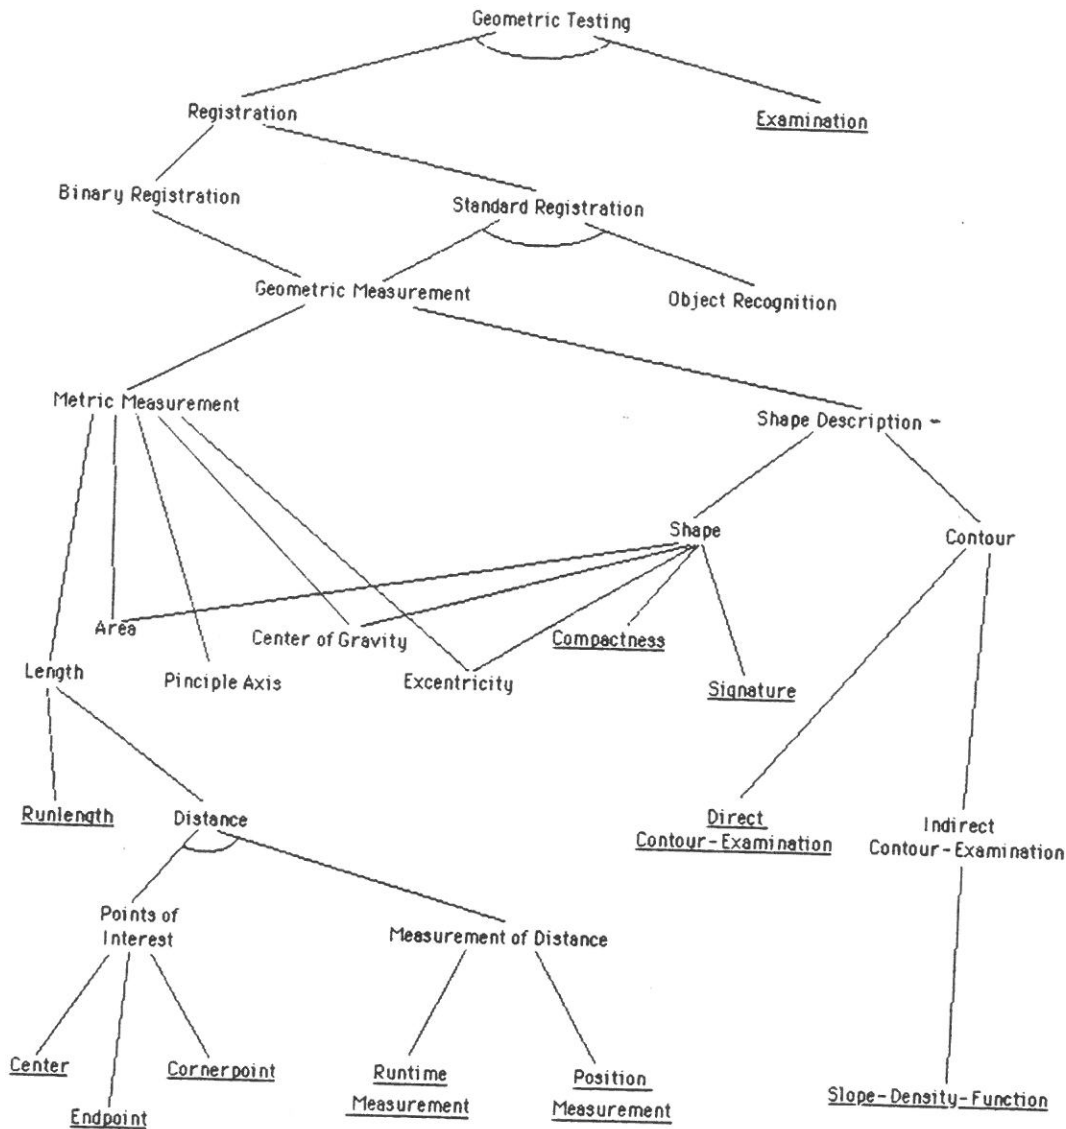 Geometric Testing
Registration
Examination
Binary Registration
Standard Registration
Geometric Measurement
Object Recognition
Metric Measurement
Shape Description -
Shape
Contour
Area
Center of Gravity
Compactness
Length
Pinciple Axis
Excentricity
Signature
Runlength
Distance
Direct
Contour-Examination
Indirect
Contour-Examination
Points of
Interest
Measurement of Distance
Center
Cornerpoint
Endpoint
Runtime
Measurement
Position
Measurement
Slope-Density-Function